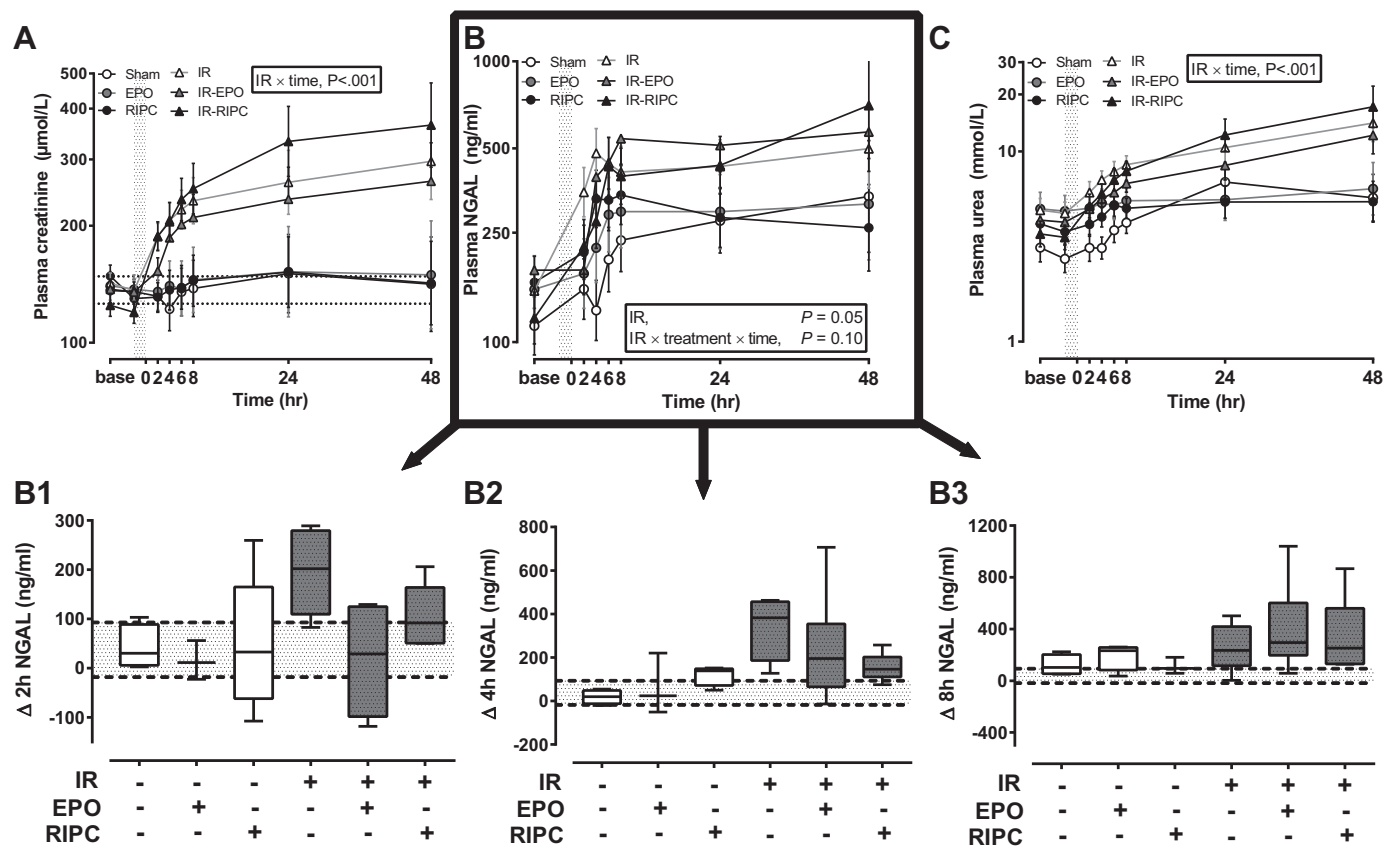 A
Plasma creatinine (µmol/L)
Sham
EPO
RIPC
IR
IR-EPO
IR-RIPC
IR × time, P<.001
500
400
300
200
100
base 0 2 4 6 8 24 48
Time (hr)
B
Plasma NGAL (ng/ml)
Sham
EPO
RIPC
IR
IR-EPO
IR-RIPC
1000
500
250
100
IR, P = 0.05
IR × treatment × time, P = 0.10
base 0 2 4 6 8 24 48
Time (hr)
C
Plasma urea (mmol/L)
Sham
EPO
RIPC
IR
IR-EPO
IR-RIPC
IR × time, P<.001
30
20
10
1
base 0 2 4 6 8 24 48
Time (hr)
B1
Δ 2h NGAL (ng/ml)
300
200
100
0
-100
IR - - - + + +
EPO - + - - + -
RIPC - - + - - +
B2
Δ 4h NGAL (ng/ml)
800
600
400
200
0
-200
IR - - - + + +
EPO - + - - + -
RIPC - - + - - +
B3
Δ 8h NGAL (ng/ml)
1200
800
400
0
-400
IR - - - + + +
EPO - + - - + -
RIPC - - + - - +